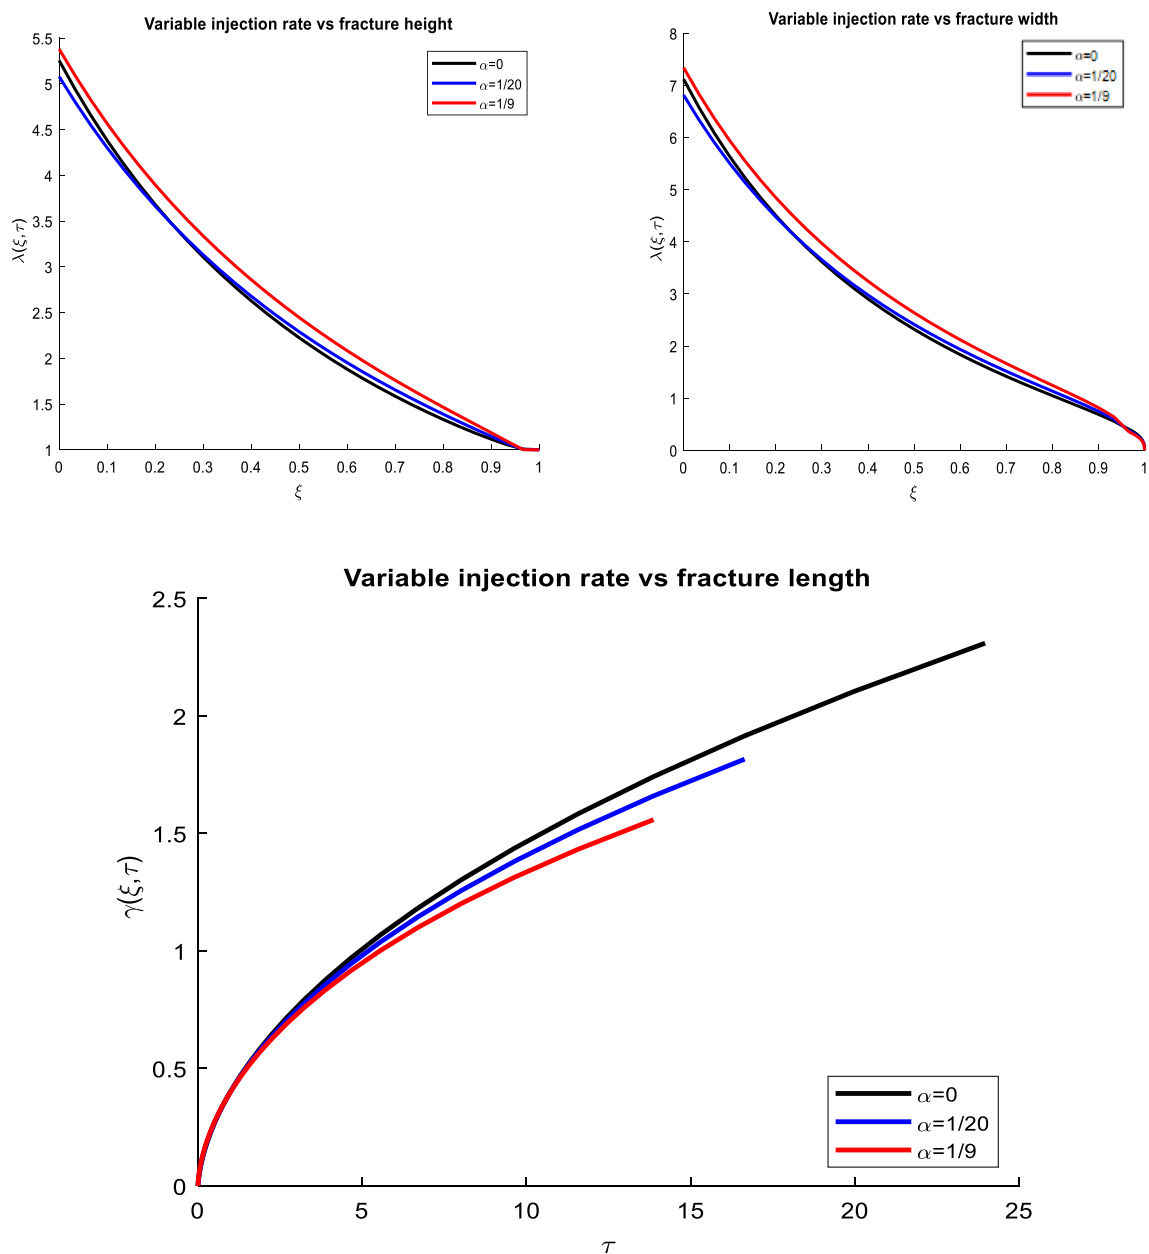 Variable injection rate vs fracture height
5.5
5
4.5
4
3.5
3
2.5
2
1.5
1
λ(ξ,τ)
0 0.1 0.2 0.3 0.4 0.5 0.6 0.7 0.8 0.9 1
ξ
α=0
α=1/20
α=1/9
Variable injection rate vs fracture width
8
7
6
5
4
3
2
1
0
λ(ξ,τ)
0 0.1 0.2 0.3 0.4 0.5 0.6 0.7 0.8 0.9 1
ξ
α=0
α=1/20
α=1/9
Variable injection rate vs fracture length
2.5
2
1.5
1
0.5
0
γ(ξ,τ)
0 5 10 15 20 25
τ
α=0
α=1/20
α=1/9